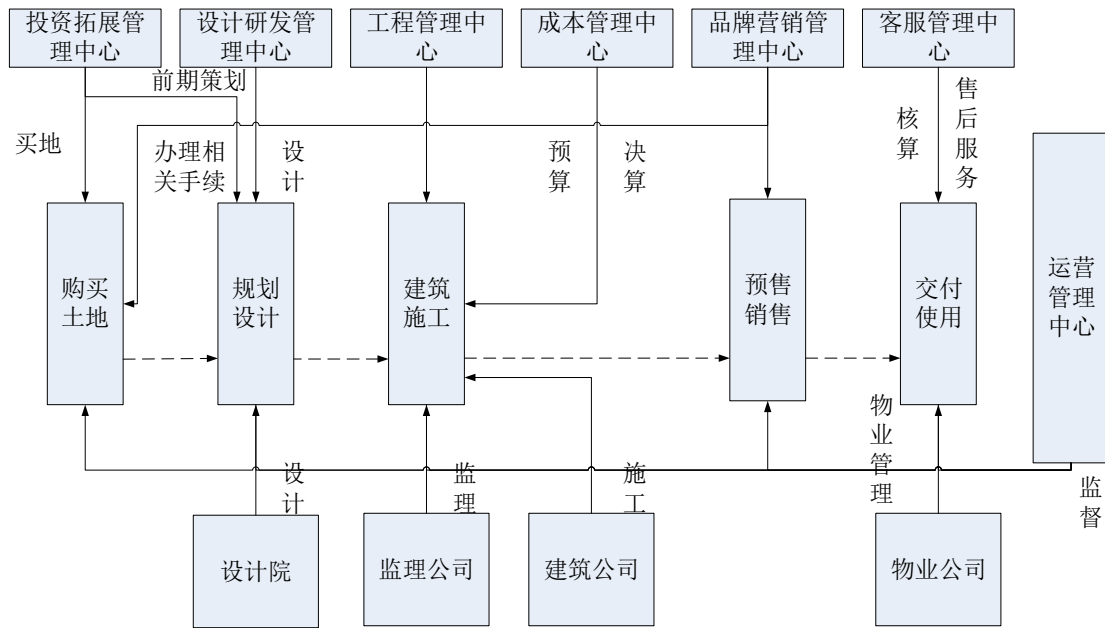 投资拓展管
理中心
设计研发管
理中心
工程管理中
心
成本管理中
心
品牌营销管
理中心
客服管理中
心
前期策划
买地
办理相
关手续
设
计
预
算
决
算
核
算
售
后
服
务
购买
土地
规划
设计
建筑
施工
预售
销售
交付
使用
运营
管理
中心
设
计
监
理
施
工
物
业
管
理
监
督
设计院
监理公司
建筑公司
物业公司